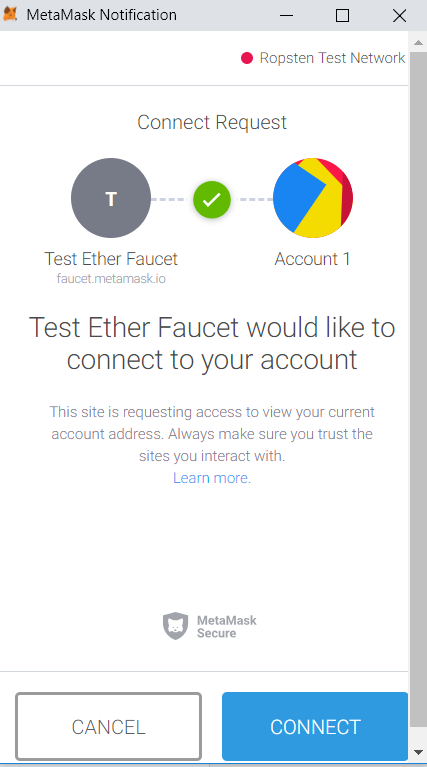 MetaMask Notification
Ropsten Test Network
Connect Request
T
Test Ether Faucet
faucet.metamask.io
Account 1
Test Ether Faucet would like to
connect to your account
This site is requesting access to view your current
account address. Always make sure you trust the
sites you interact with.
Learn more.
MetaMask
Secure
CANCEL
CONNECT